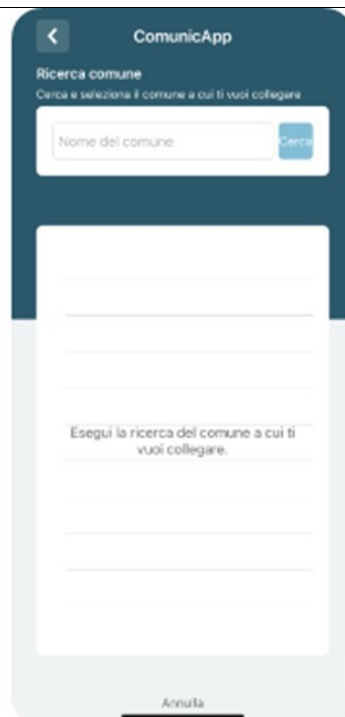 ComunicApp
Ricerca comune
Cerca e seleziona il comune a cui ti vuoi collegare
Nome del comune
Cerca
Esegui la ricerca del comune a cui ti
vuoi collegare.
Annulla